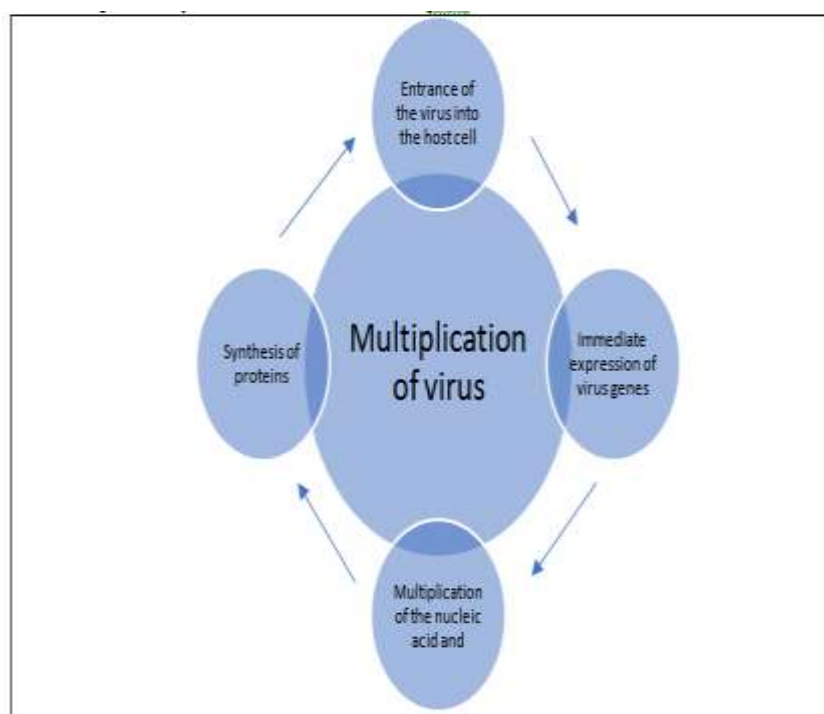 Entrance of
the virus into
the host cell
Multiplication
of virus
Synthesis of
proteins
Immediate
expression of
virus genes
Multiplication
of the nucleic
acid and